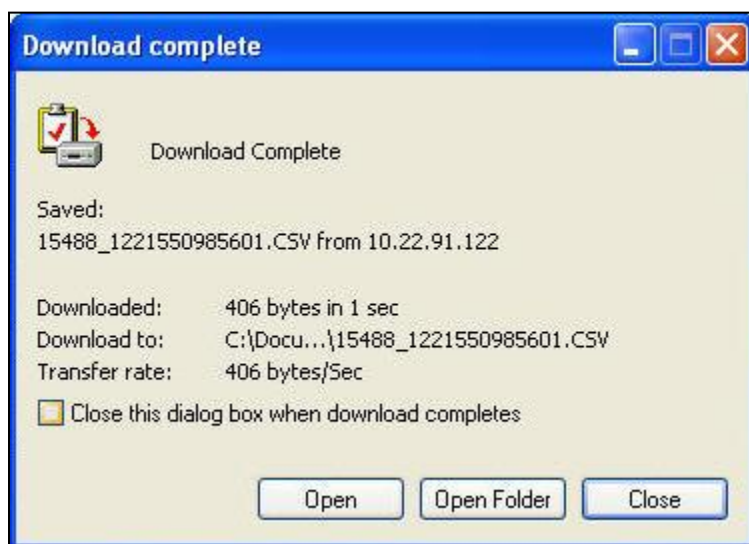 Download complete
Download Complete
Saved:
15488_1221550985601.CSV from 10.22.91.122
Downloaded: 406 bytes in 1 sec
Download to: C:\Docu...\15488_1221550985601.CSV
Transfer rate: 406 bytes/Sec
Close this dialog box when download completes
Open Open Folder Close